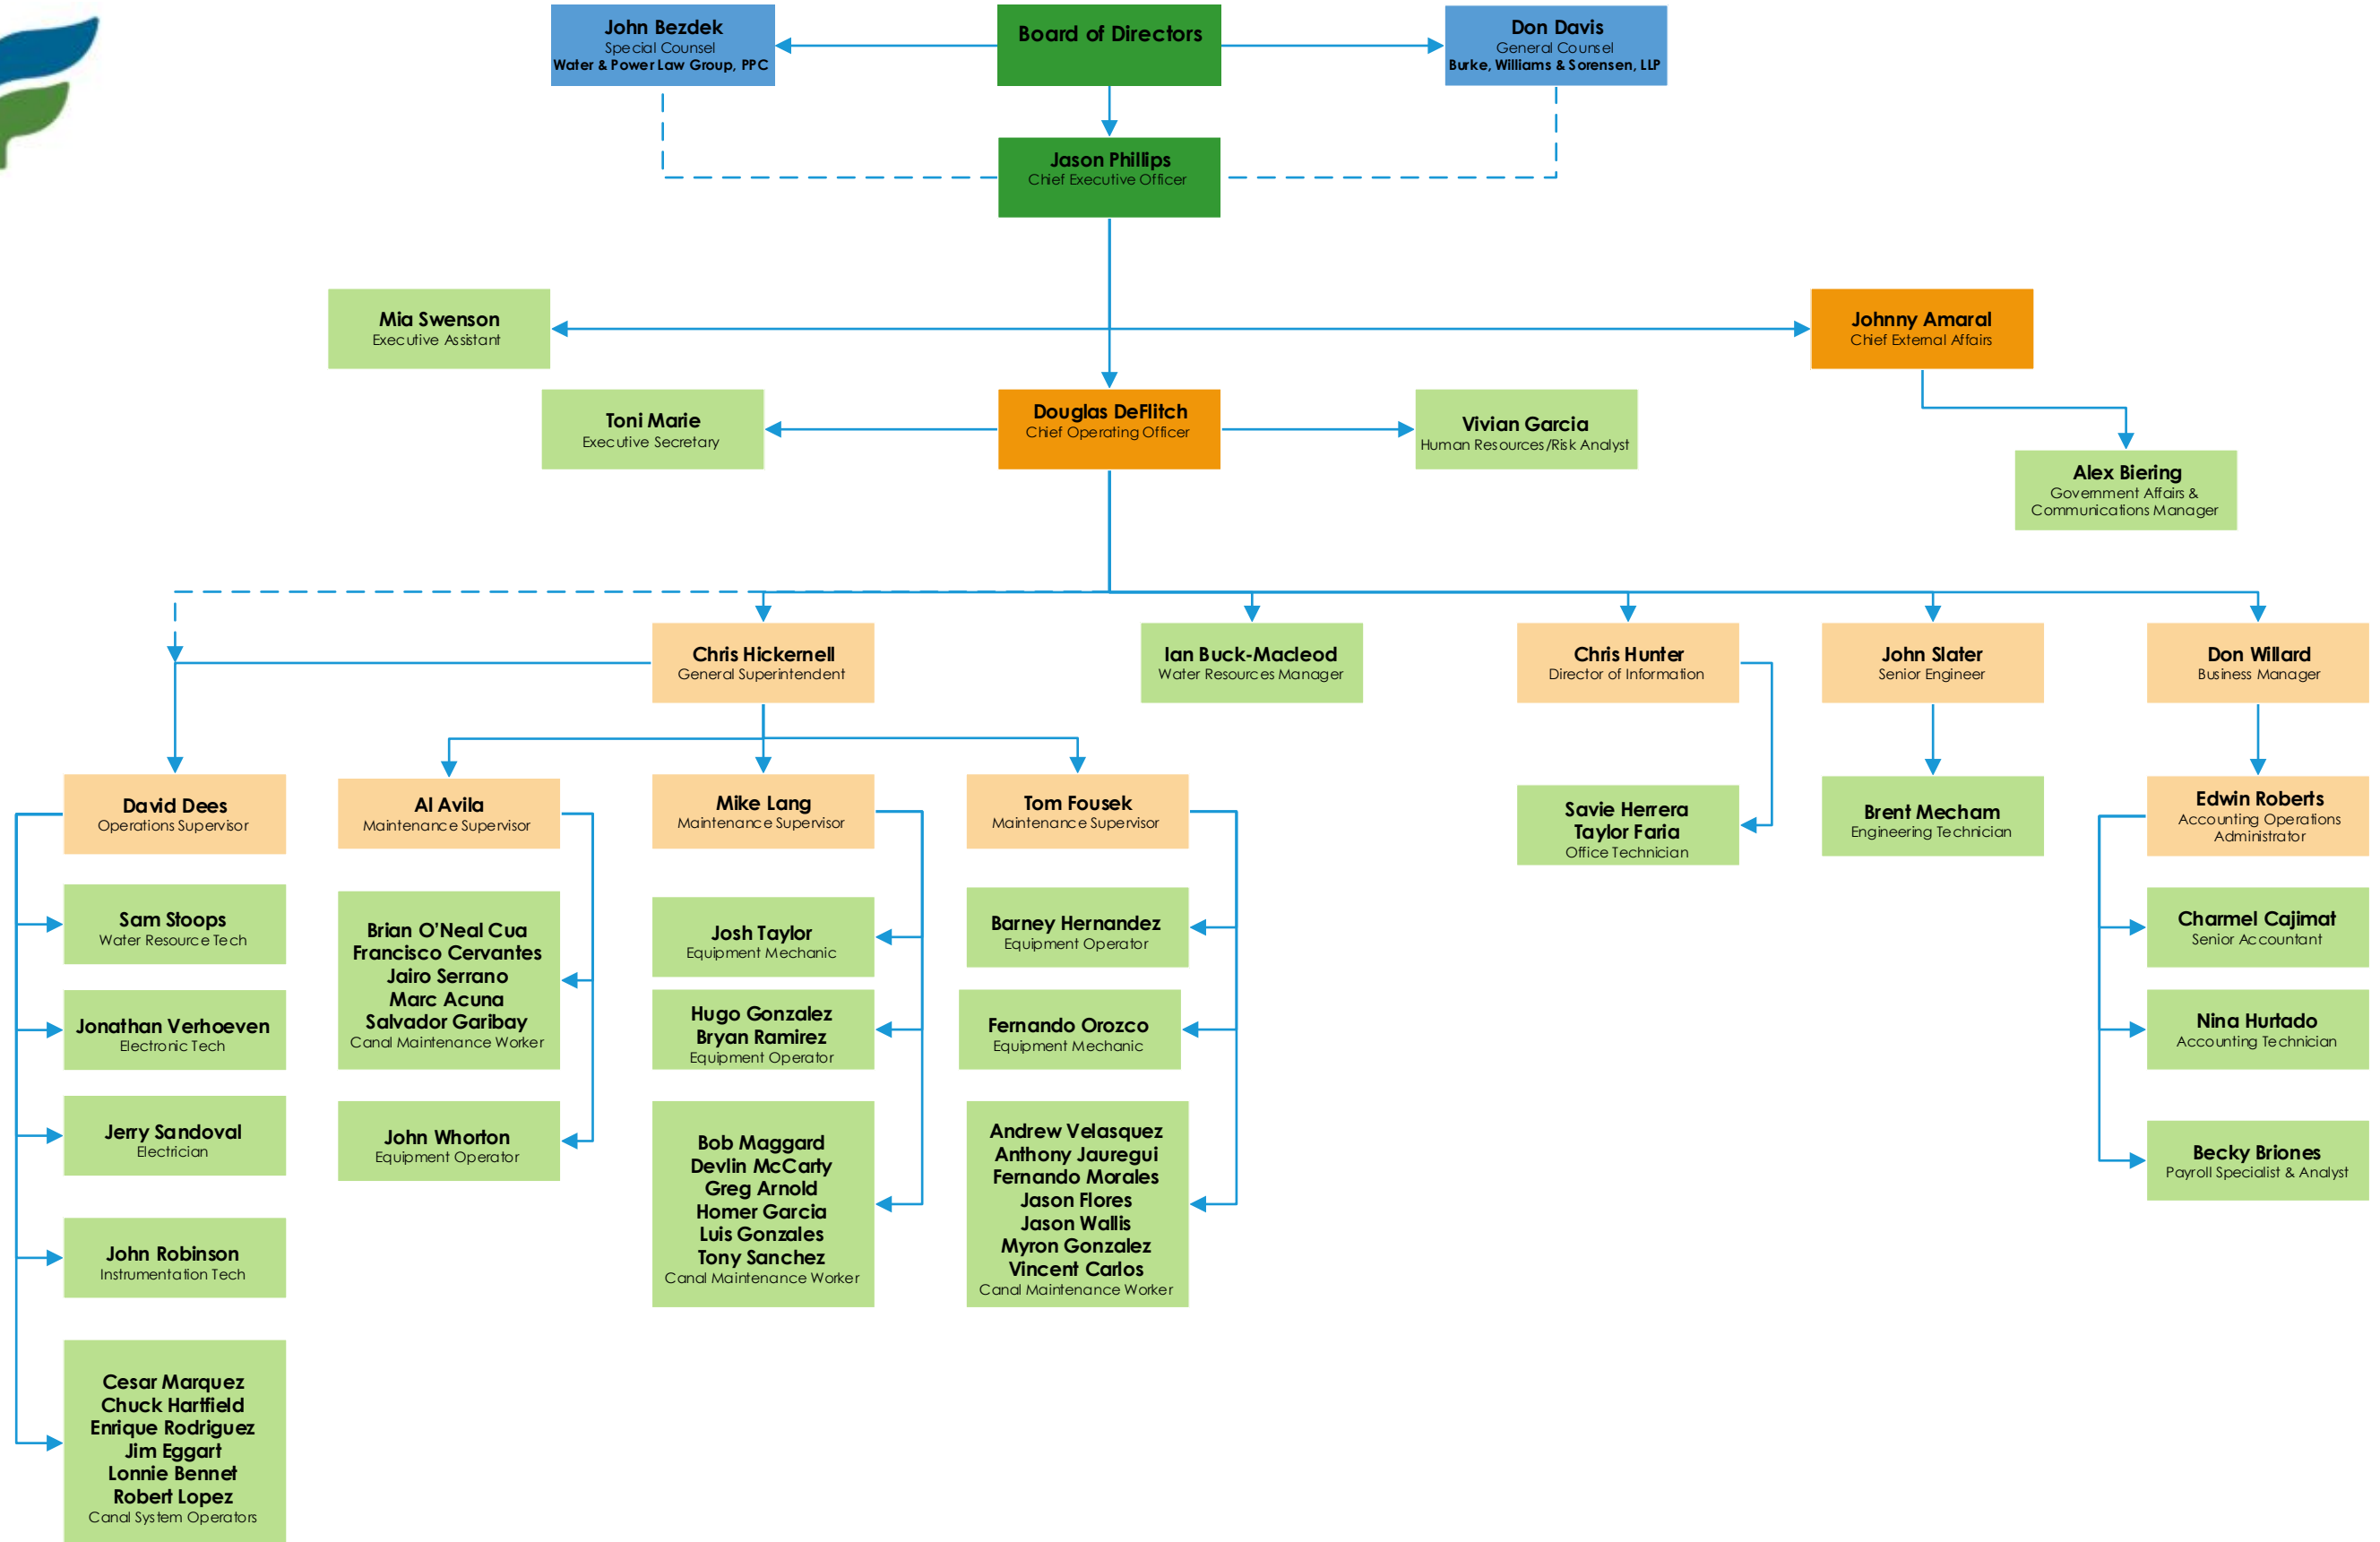 John Bezdek
Special Counsel
Water & Power Law Group, PPC
Board of Directors
Don Davis
General Counsel
Burke, Williams & Sorensen, LLP
Jason Phillips
Chief Executive Officer
Mia Swenson
Executive Assistant
Johnny Amaral
Chief External Affairs
Toni Marie
Executive Secretary
Douglas DeFlitch
Chief Operating Officer
Vivian Garcia
Human Resources/Risk Analyst
Alex Biering
Government Affairs &
Communications Manager
Chris Hickernell
General Superintendent
Ian Buck-Macleod
Water Resources Manager
Chris Hunter
Director of Information
John Slater
Senior Engineer
Don Willard
Business Manager
David Dees
Operations Supervisor
Al Avila
Maintenance Supervisor
Mike Lang
Maintenance Supervisor
Tom Fousek
Maintenance Supervisor
Savie Herrera
Taylor Faria
Office Technician
Brent Mecham
Engineering Technician
Edwin Roberts
Accounting Operations
Administrator
Sam Stoops
Water Resource Tech
Jonathan Verhoeven
Electronic Tech
Jerry Sandoval
Electrician
John Robinson
Instrumentation Tech
Cesar Marquez
Chuck Hartfield
Enrique Rodriguez
Jim Eggart
Lonnie Bennet
Robert Lopez
Canal System Operators
Brian O’Neal Cua
Francisco Cervantes
Jairo Serrano
Marc Acuna
Salvador Garibay
Canal Maintenance Worker
John Whorton
Equipment Operator
Josh Taylor
Equipment Mechanic
Hugo Gonzalez
Bryan Ramirez
Equipment Operator
Bob Maggard
Devlin McCarty
Greg Arnold
Homer Garcia
Luis Gonzales
Tony Sanchez
Canal Maintenance Worker
Barney Hernandez
Equipment Operator
Fernando Orozco
Equipment Mechanic
Andrew Velasquez
Anthony Jauregui
Fernando Morales
Jason Flores
Jason Wallis
Myron Gonzalez
Vincent Carlos
Canal Maintenance Worker
Charmel Cajimat
Senior Accountant
Nina Hurtado
Accounting Technician
Becky Briones
Payroll Specialist & Analyst